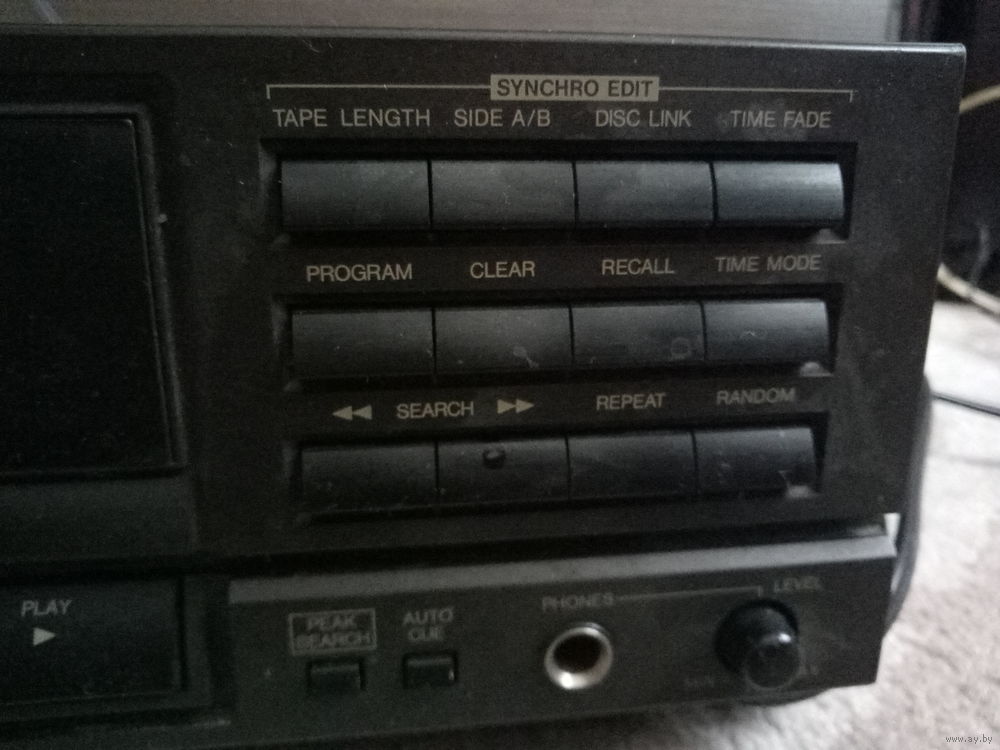 SYNCHRO EDIT
TAPE LENGTH SIDE A/B DISC LINK TIME FADE
PROGRAM CLEAR RECALL TIME MODE
◀◀ SEARCH ▶▶ REPEAT RANDOM
PLAY
PEAK SEARCH
AUTO CUE
PHONES LEVEL
www.ay.by